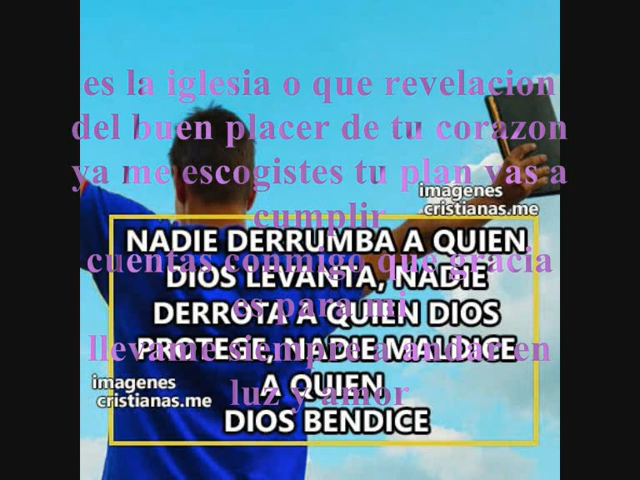 es la iglesia o que revelacion
del buen placer de tu corazon
ya me escogistes tu plan vas a
cumplir
cuentas conmigo que gracia
es para mi
llevame siempre a andar en
luz y amor
imagenes
cristianas.me
NADIE DERRUMBA A QUIEN
DIOS LEVANTA, NADIE
DERROTA A QUIEN DIOS
PROTEGE, NADIE MALDICE
A QUIEN
DIOS BENDICE
imagenes
cristianas.me